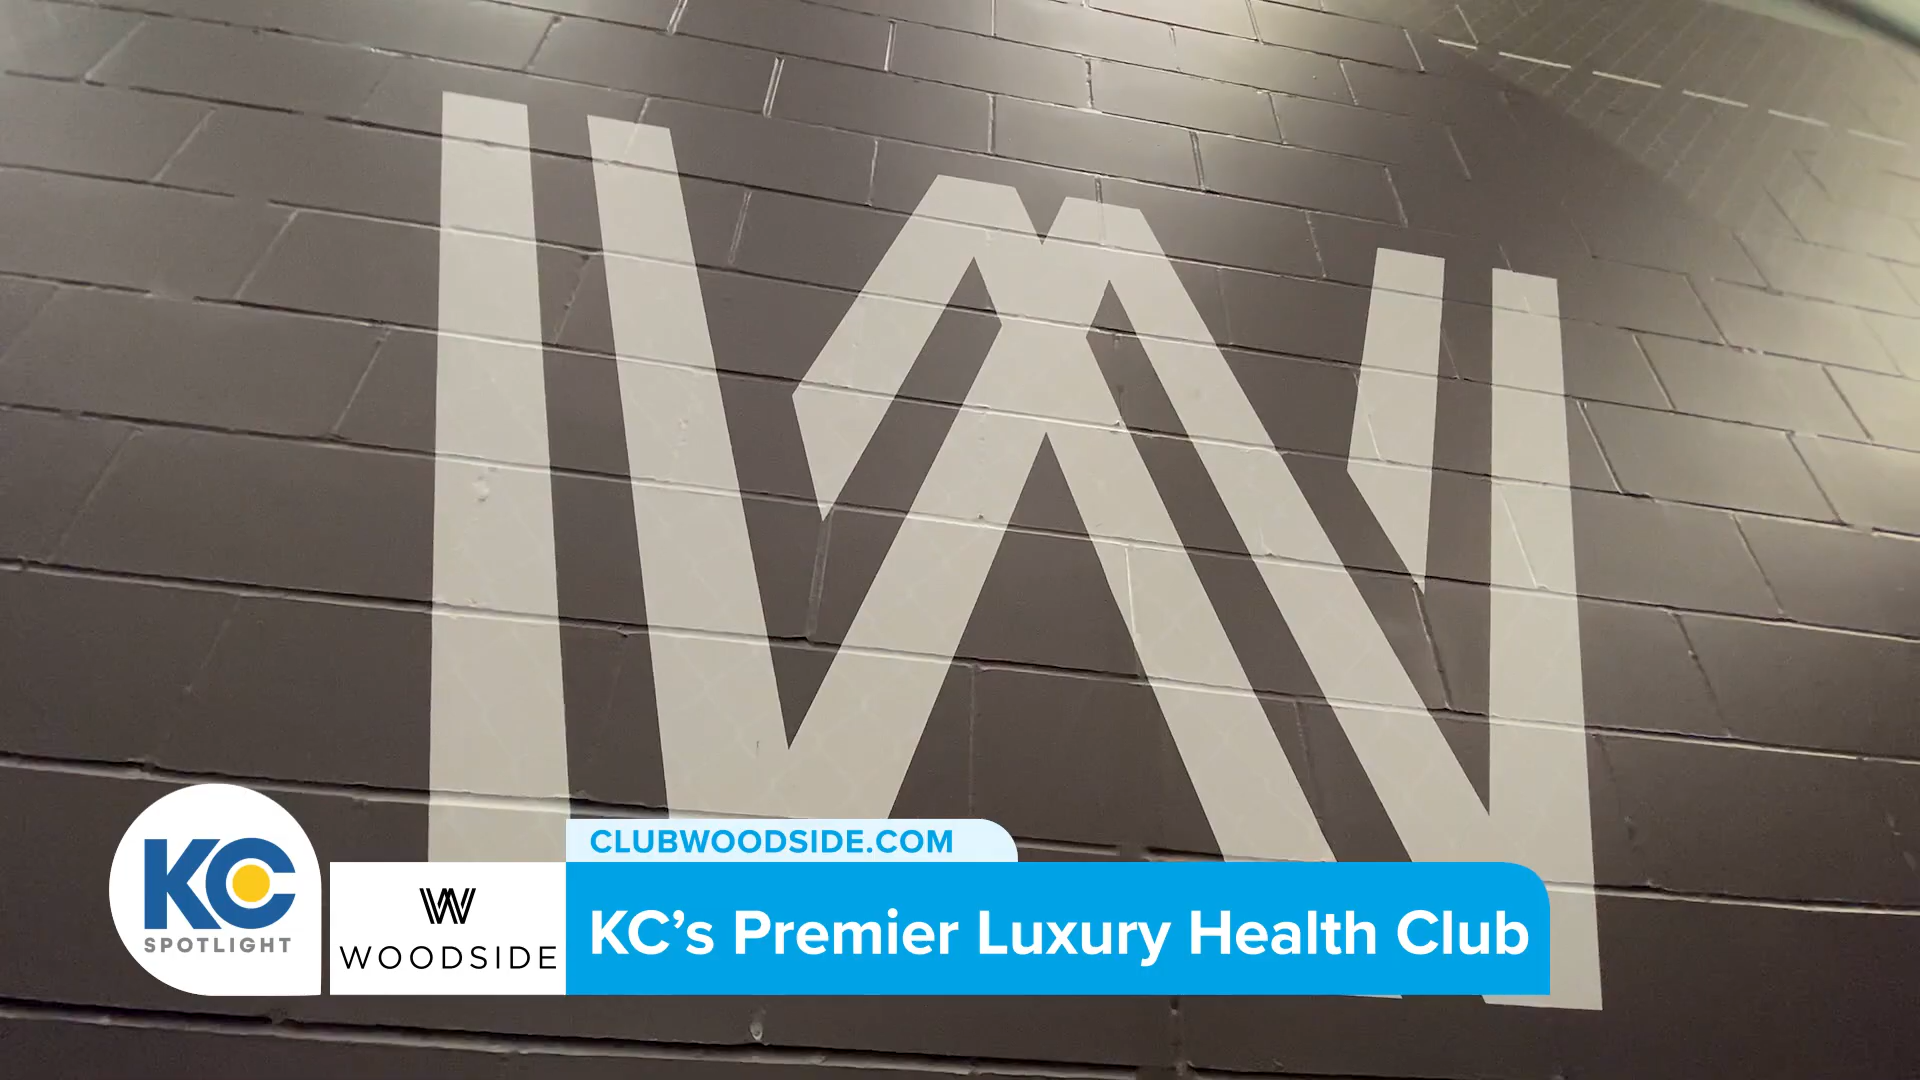 W
CLUBWOODSIDE.COM
KC
SPOTLIGHT
W
WOODSIDE
KC’s Premier Luxury Health Club